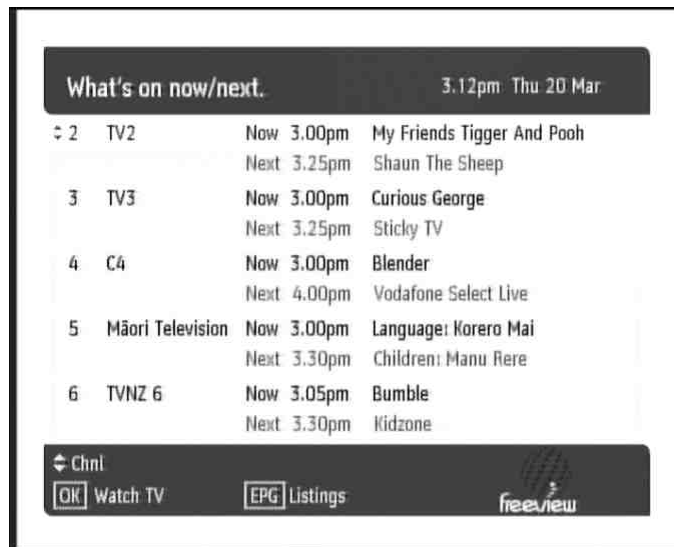 What's on now/next. 3.12pm Thu 20 Mar
2 TV2 Now 3.00pm My Friends Tigger And Pooh
Next 3.25pm Shaun The Sheep
3 TV3 Now 3.00pm Curious George
Next 3.25pm Sticky TV
4 C4 Now 3.00pm Blender
Next 4.00pm Vodafone Select Live
5 Māori Television Now 3.00pm Language: Korero Mai
Next 3.30pm Children: Manu Rere
6 TVNZ 6 Now 3.05pm Bumble
Next 3.30pm Kidzone
Chnl
OK Watch TV EPG Listings freeview